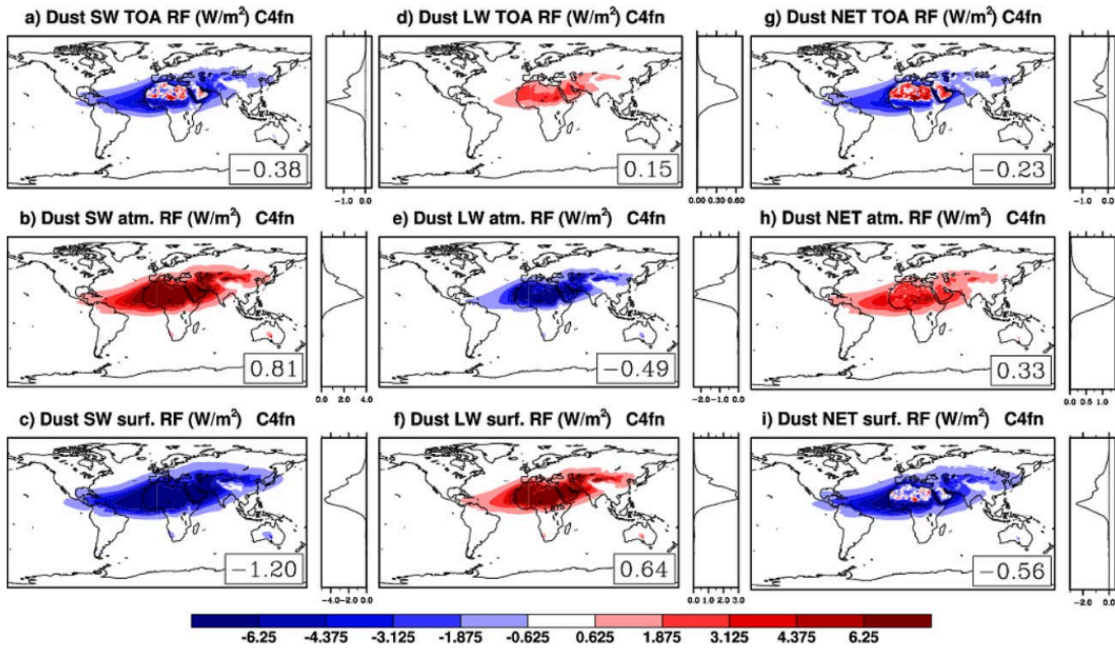 a) Dust SW TOA RF (W/m²) C4fn
-0.38
-1.0 0.0
b) Dust SW atm. RF (W/m²) C4fn
0.81
0.0 2.0 4.0
c) Dust SW surf. RF (W/m²) C4fn
-1.20
-4.0 -2.0 0.0
d) Dust LW TOA RF (W/m²) C4fn
0.15
0.00 0.30 0.60
e) Dust LW atm. RF (W/m²) C4fn
-0.49
-2.0 -1.0 0.0
f) Dust LW surf. RF (W/m²) C4fn
0.64
0.0 1.0 2.0 3.0
g) Dust NET TOA RF (W/m²) C4fn
-0.23
-1.0 0.0
h) Dust NET atm. RF (W/m²) C4fn
0.33
0.0 0.5 1.0
i) Dust NET surf. RF (W/m²) C4fn
-0.56
-2.0 0.0
-6.25 -4.375 -3.125 -1.875 -0.625 0.625 1.875 3.125 4.375 6.25